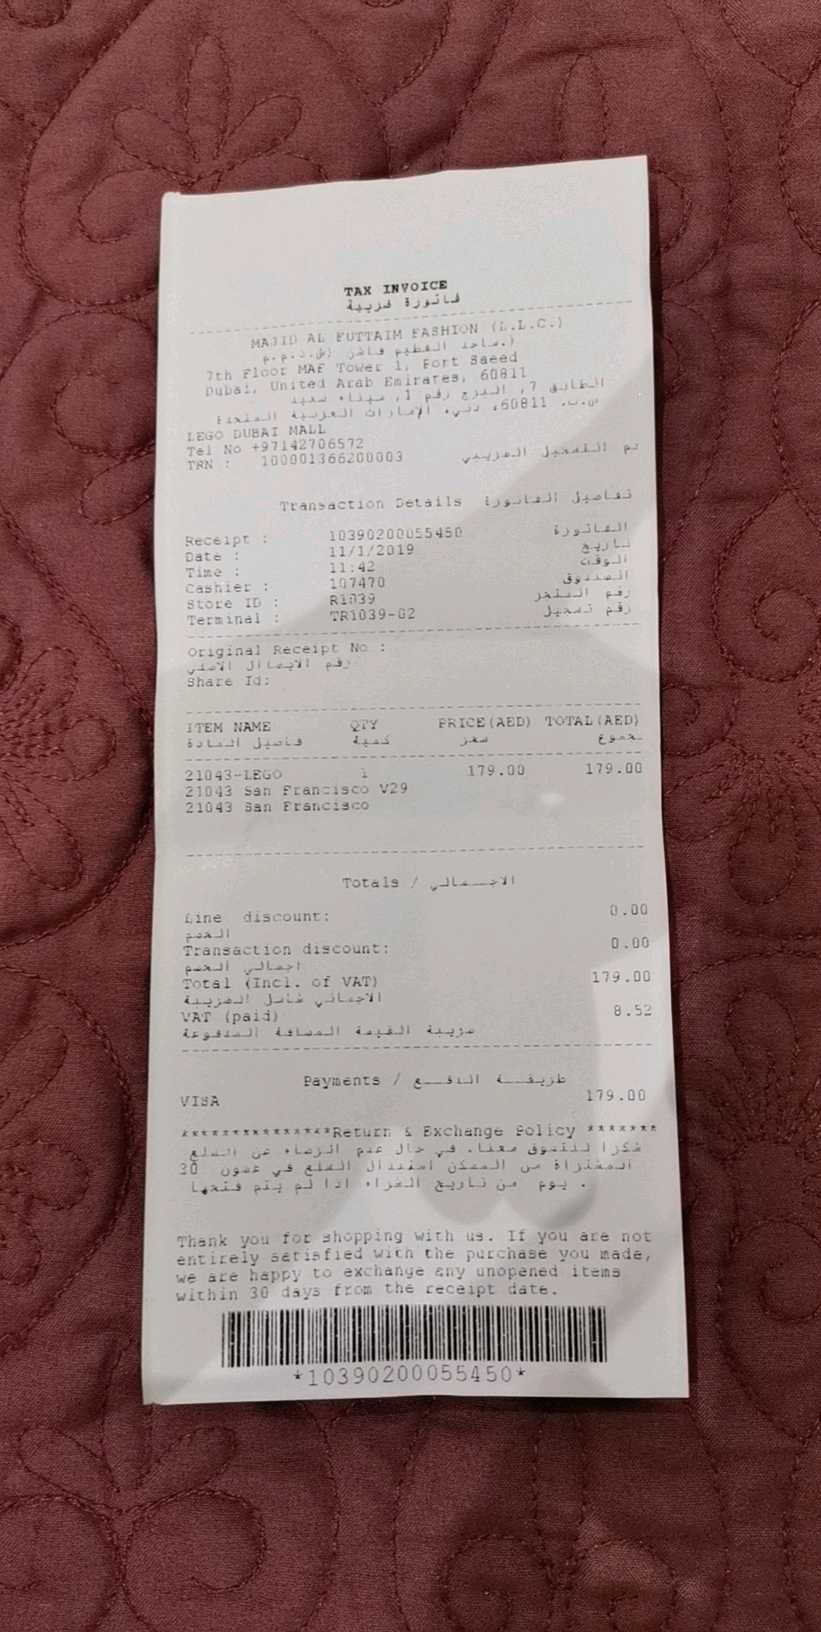 TAX INVOICE
فاتورة ضريبية
MAJID AL FUTTAIM FASHION (L.L.C.)
ماجد الفطيم فاشن (ش.ذ.م.م.)
7th Floor MAF Tower 1, Port Saeed
Dubai, United Arab Emirates, 60811
الطابق 7, البرج رقم 1, ميناء سعيد
ص.ب. 60811، دبي، الإمارات العربية المتحدة
LEGO DUBAI MALL
Tel No +97142706572
TRN : 100001366200003 تم التسجيل الضريبي
Transaction Details تفاصيل الفاتورة
Receipt : 10390200055450 الفاتورة
Date : 11/1/2019 تاريخ
Time : 11:42 الوقت
Cashier : 107470 الصندوق
Store ID : R1039 رقم المتجر
Terminal : TR1039-02 رقم تسجيل
Original Receipt No :
رقم الايصال الاصلي
Share Id:
ITEM NAME QTY PRICE(AED) TOTAL(AED)
فاصيل المادة كمية سعر
21043-LEGO 1 179.00 179.00
21043 San Francisco V29
21043 San Francisco
Totals / الاجمالي
Line discount: 0.00
الخصم
Transaction discount: 0.00
اجمالي الخصم
Total (Incl. of VAT) 179.00
الاجمالي شامل الضريبة
VAT (paid) 8.52
ضريبة القيمة المضافة المدفوعة
Payments / طريقة الدفع
VISA 179.00
***************Return & Exchange Policy *******
شكرا للتسوق معنا. في حال عدم الرضاء عن السلع
المشتراة من الممكن استبدال السلع في غضون 30
يوم من تاريخ الشراء اذا لم يتم فتحها .
Thank you for shopping with us. If you are not
entirely satisfied with the purchase you made,
we are happy to exchange any unopened items
within 30 days from the receipt date.
*10390200055450*